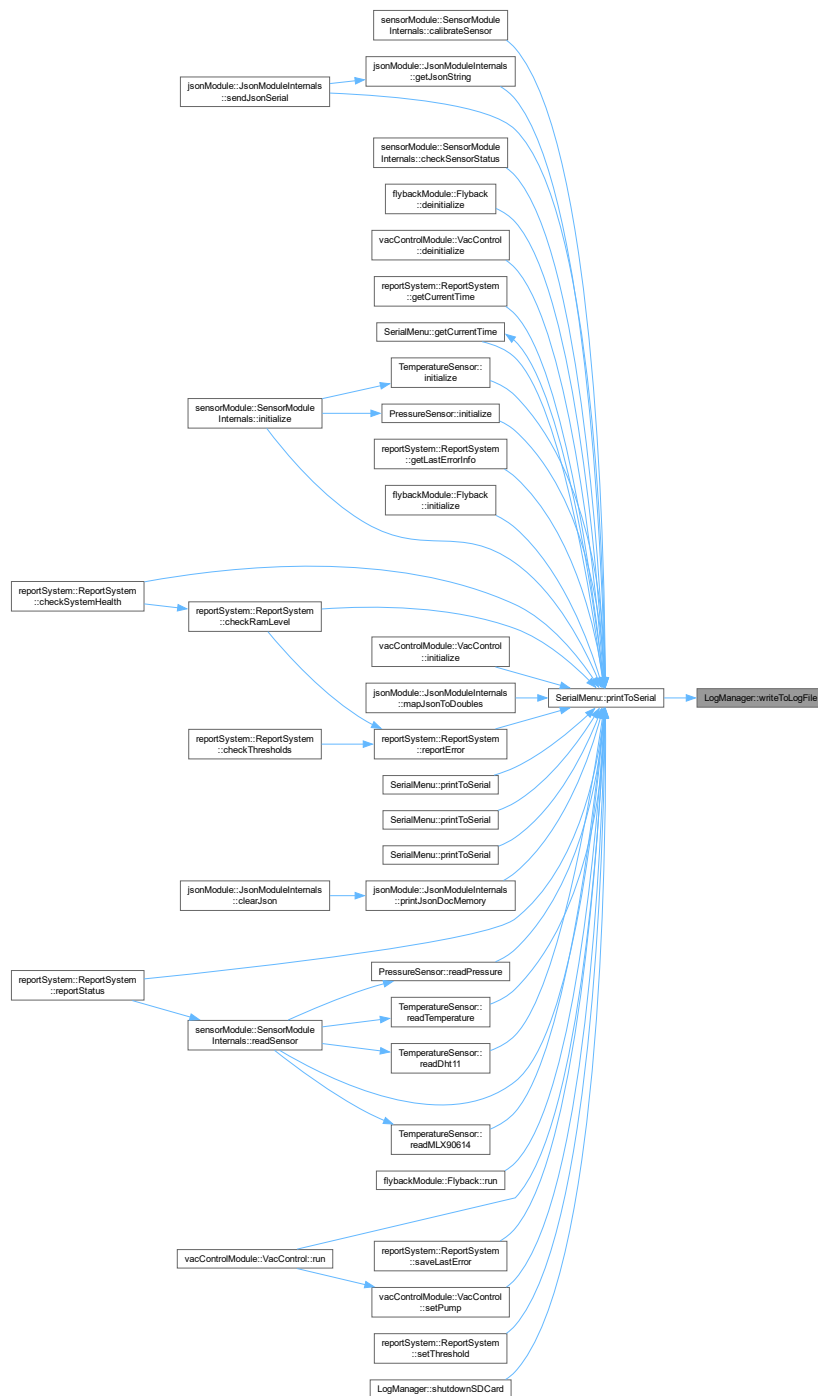 sensorModule::SensorModule
Internals::calibrateSensor
jsonModule::JsonModuleInternals
::getJsonString
jsonModule::JsonModuleInternals
::sendJsonSerial
sensorModule::SensorModule
Internals::checkSensorStatus
flybackModule::Flyback
::deinitialize
vacControlModule::VacControl
::deinitialize
reportSystem::ReportSystem
::getCurrentTime
SerialMenu::getCurrentTime
TemperatureSensor::
initialize
sensorModule::SensorModule
Internals::initialize
PressureSensor::initialize
reportSystem::ReportSystem
::getLastErrorInfo
flybackModule::Flyback
::initialize
reportSystem::ReportSystem
::checkSystemHealth
reportSystem::ReportSystem
::checkRamLevel
vacControlModule::VacControl
::initialize
jsonModule::JsonModuleInternals
::mapJsonToDoubles
SerialMenu::printToSerial
LogManager::writeToLogFile
reportSystem::ReportSystem
::checkThresholds
reportSystem::ReportSystem
::reportError
SerialMenu::printToSerial
SerialMenu::printToSerial
SerialMenu::printToSerial
jsonModule::JsonModuleInternals
::clearJson
jsonModule::JsonModuleInternals
::printJsonDocMemory
PressureSensor::readPressure
reportSystem::ReportSystem
::reportStatus
TemperatureSensor::
readTemperature
sensorModule::SensorModule
Internals::readSensor
TemperatureSensor::
readDht11
TemperatureSensor::
readMLX90614
flybackModule::Flyback::run
vacControlModule::VacControl::run
reportSystem::ReportSystem
::saveLastError
vacControlModule::VacControl
::setPump
reportSystem::ReportSystem
::setThreshold
LogManager::shutdownSDCard